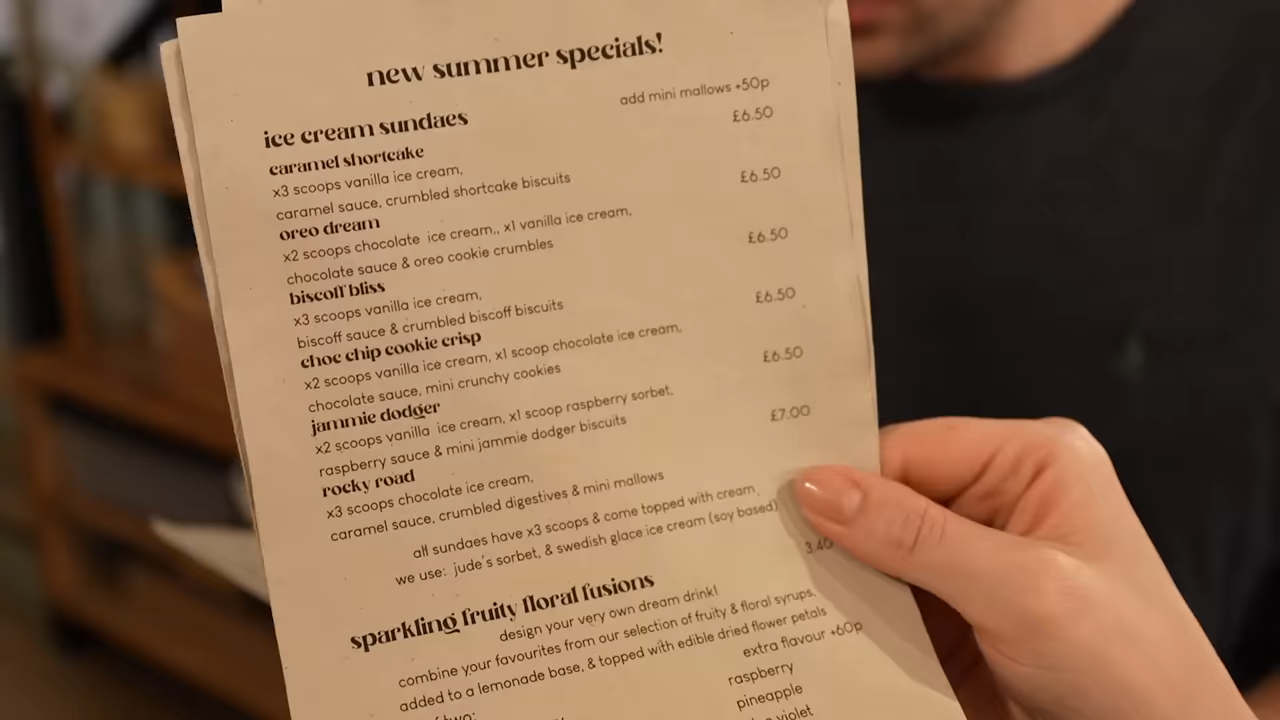 new summer specials!
add mini mallows +50p
ice cream sundaes
£6.50
caramel shortcake
x3 scoops vanilla ice cream,
caramel sauce, crumbled shortcake biscuits
£6.50
oreo dream
x2 scoops chocolate ice cream,, x1 vanilla ice cream,
chocolate sauce & oreo cookie crumbles
£6.50
biscoff bliss
x3 scoops vanilla ice cream,
biscoff sauce & crumbled biscoff biscuits
£6.50
choc chip cookie crisp
x2 scoops vanilla ice cream, x1 scoop chocolate ice cream,
chocolate sauce, mini crunchy cookies
£6.50
jammie dodger
x2 scoops vanilla ice cream, x1 scoop raspberry sorbet,
raspberry sauce & mini jammie dodger biscuits
£7.00
rocky road
x3 scoops chocolate ice cream,
caramel sauce, crumbled digestives & mini mallows
all sundaes have x3 scoops & come topped with cream,
we use: jude's sorbet, & swedish glace ice cream (soy based)
3.40
sparkling fruity floral fusions
design your very own dream drink!
combine your favourites from our selection of fruity & floral syrups,
added to a lemonade base, & topped with edible dried flower petals
extra flavour +60p
two:
raspberry
pineapple
violet